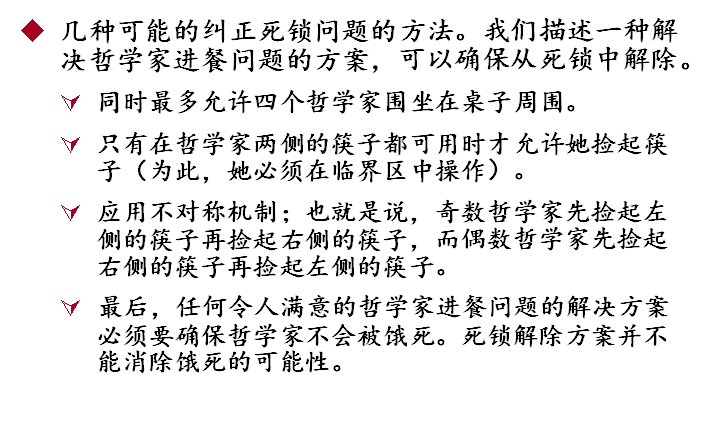 几种可能的纠正死锁问题的方法。我们描述一种解
决哲学家进餐问题的方案，可以确保从死锁中解除。
同时最多允许四个哲学家围坐在桌子周围。
只有在哲学家两侧的筷子都可用时才允许她捡起筷
子（为此，她必须在临界区中操作）。
应用不对称机制；也就是说，奇数哲学家先捡起左
侧的筷子再捡起右侧的筷子，而偶数哲学家先捡起
右侧的筷子再捡起左侧的筷子。
最后，任何令人满意的哲学家进餐问题的解决方案
必须要确保哲学家不会被饿死。死锁解除方案并不
能消除饿死的可能性。